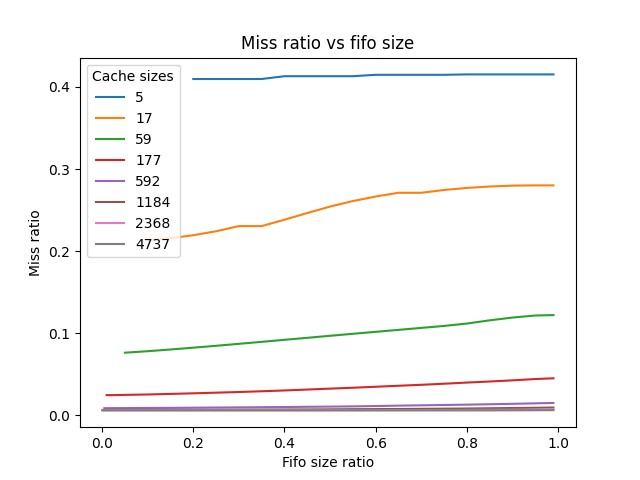 Miss ratio vs fifo size
Cache sizes
5
17
59
177
592
1184
2368
4737
Miss ratio
0.4
0.3
0.2
0.1
0.0
0.0 0.2 0.4 0.6 0.8 1.0
Fifo size ratio